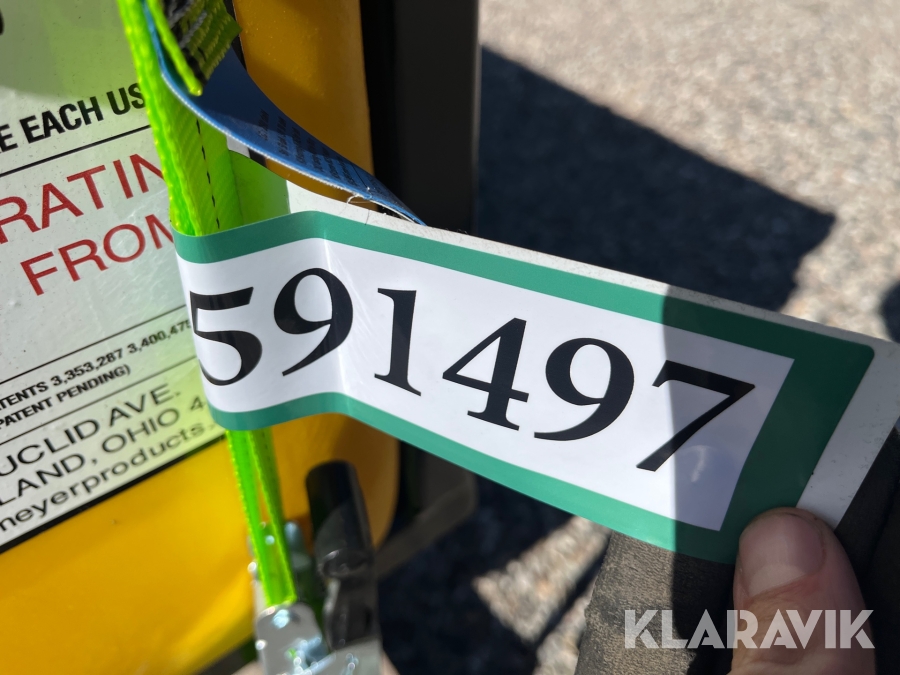 E EACH US
RATIN
FROM
TENTS 3,353,287 3,400,475
PATENT PENDING)
UCLID AVE.
LAND, OHIO 4
meyerproducts.
591497
KLARAVIK